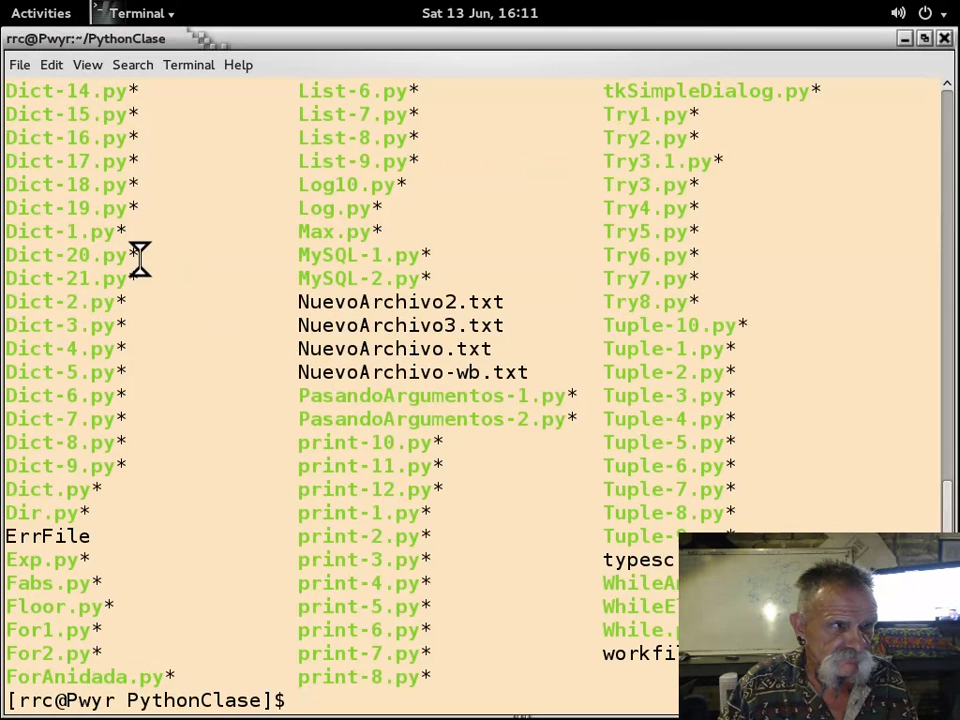 Activities Terminal Sat 13 Jun, 16:11
rrc@Pwyr:~/PythonClase
File Edit View Search Terminal Help
Dict-14.py* List-6.py* tkSimpleDialog.py*
Dict-15.py* List-7.py* Try1.py*
Dict-16.py* List-8.py* Try2.py*
Dict-17.py* List-9.py* Try3.1.py*
Dict-18.py* Log10.py* Try3.py*
Dict-19.py* Log.py* Try4.py*
Dict-1.py* Max.py* Try5.py*
Dict-20.py* MySQL-1.py* Try6.py*
Dict-21.py* MySQL-2.py* Try7.py*
Dict-2.py* NuevoArchivo2.txt Try8.py*
Dict-3.py* NuevoArchivo3.txt Tuple-10.py*
Dict-4.py* NuevoArchivo.txt Tuple-1.py*
Dict-5.py* NuevoArchivo-wb.txt Tuple-2.py*
Dict-6.py* PasandoArgumentos-1.py* Tuple-3.py*
Dict-7.py* PasandoArgumentos-2.py* Tuple-4.py*
Dict-8.py* print-10.py* Tuple-5.py*
Dict-9.py* print-11.py* Tuple-6.py*
Dict.py* print-12.py* Tuple-7.py*
Dir.py* print-1.py* Tuple-8.py*
ErrFile print-2.py*
Exp.py* print-3.py* typesc
Fabs.py* print-4.py*
Floor.py* print-5.py* WhileE
For1.py* print-6.py* While.
For2.py* print-7.py* workfi
ForAnidada.py* print-8.py*
[rrc@Pwyr PythonClase]$